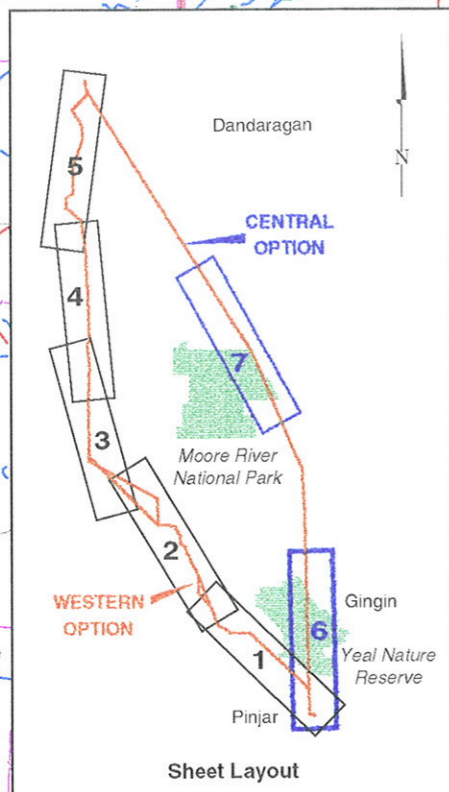 Dandaragan
N
5
CENTRAL
OPTION
4
7
3
Moore River
National Park
2
WESTERN
OPTION
Gingin
6
1
Yeal Nature
Reserve
Pinjar
Sheet Layout